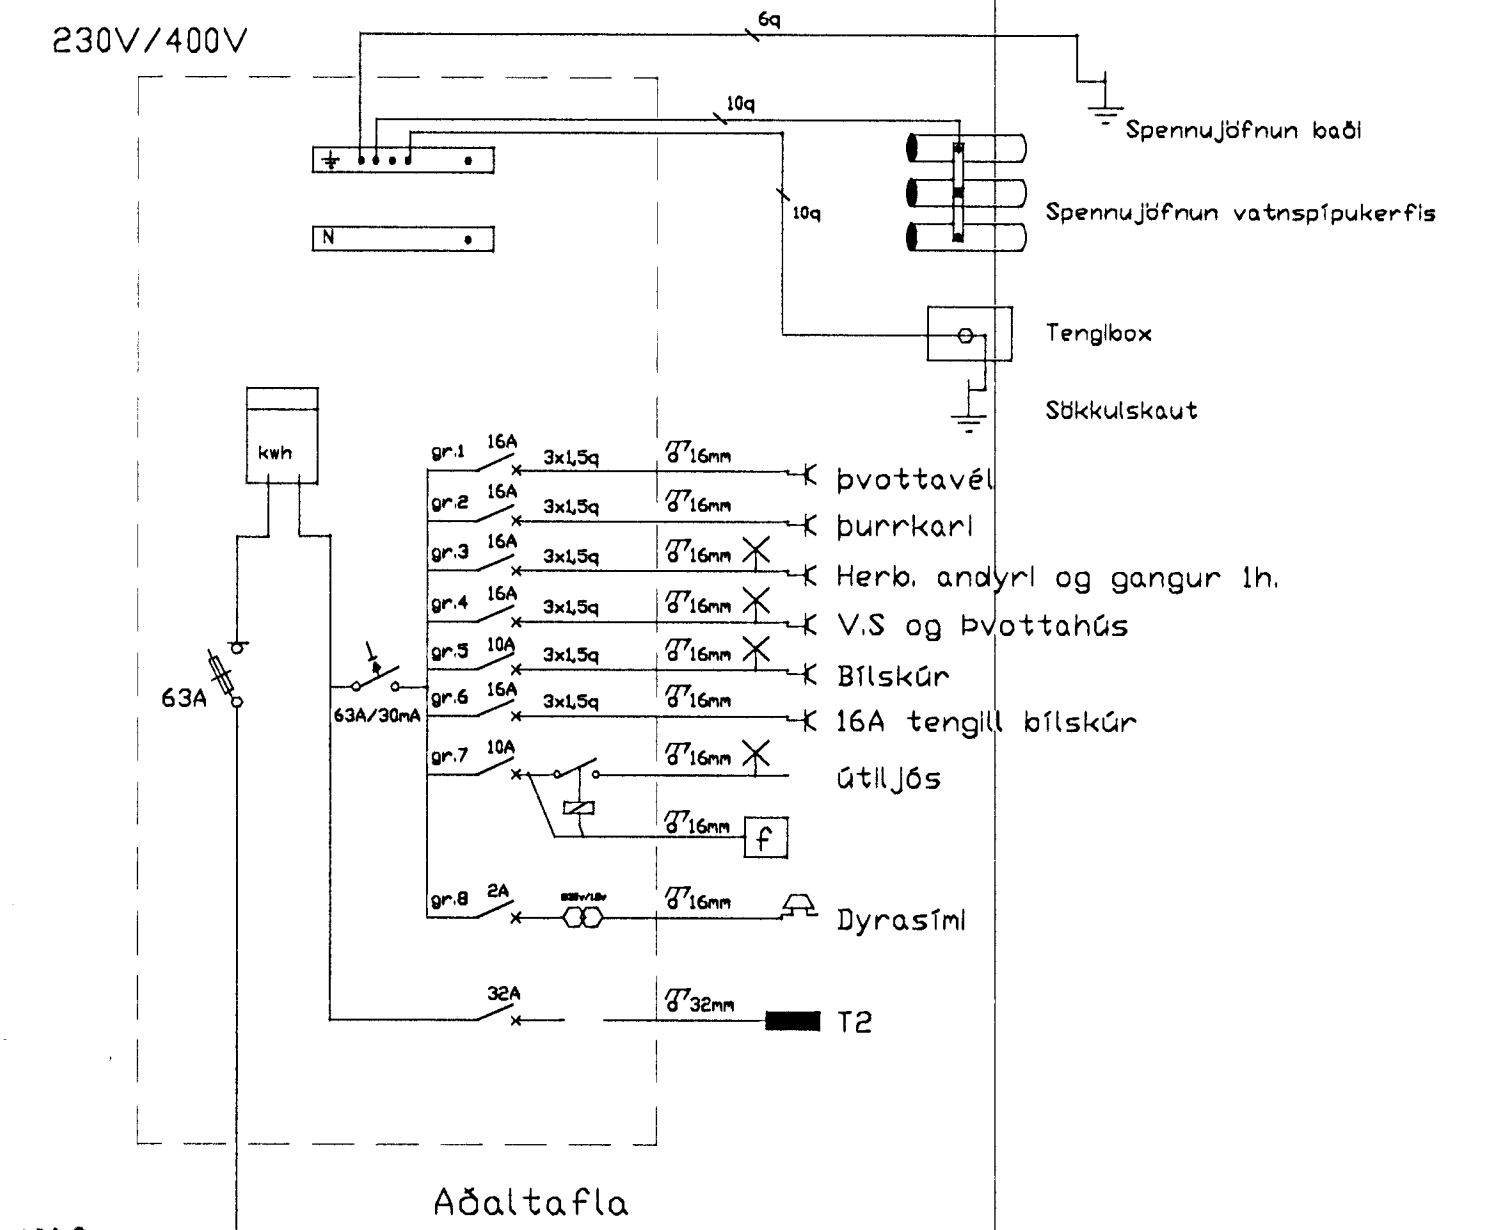 230V/400V
6q
10q
Spennujöfnun baði
10q
N
Spennujöfnun vatnspípukerfis
Tengibox
Sökkulskaut
kwh
gr.1 16A 3x1,5q 16mm þvottavél
gr.2 16A 3x1,5q 16mm þurrkari
gr.3 16A 3x1,5q 16mm Herb. andyri og gangur 1h.
gr.4 16A 3x1,5q 16mm V.S og Þvottahús
gr.5 10A 3x1,5q 16mm Bílskúr
63A
63A/30mA
gr.6 16A 3x1,5q 16mm 16A tengill bílskúr
gr.7 10A 16mm útiljós
16mm f
gr.8 2A 16mm Dyrasími
32A 32mm T2
Aðaltafla